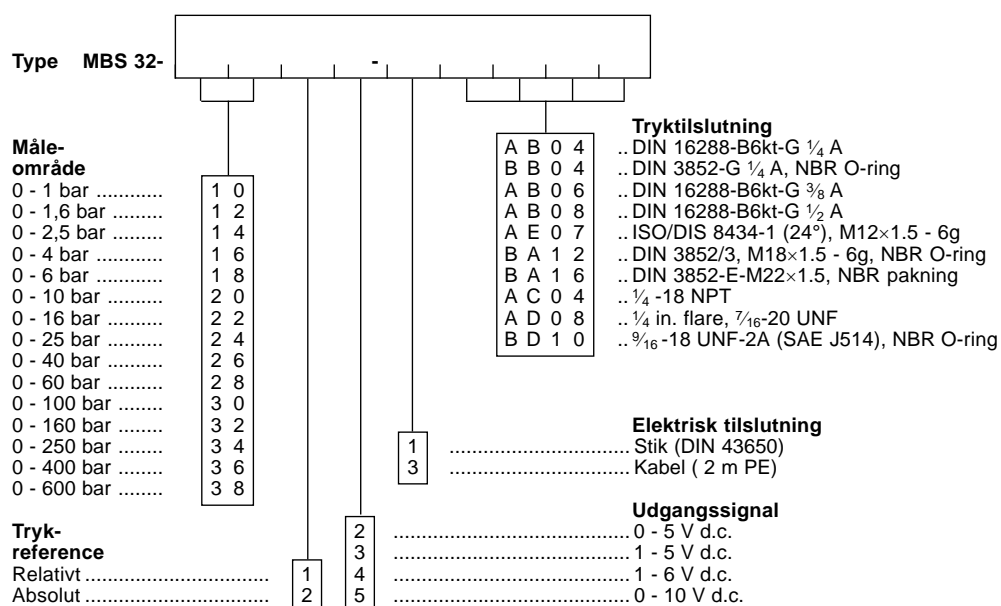 Type MBS 32- -
Måle-
område
0 - 1 bar ............ 1 0
0 - 1,6 bar ......... 1 2
0 - 2,5 bar ......... 1 4
0 - 4 bar ............ 1 6
0 - 6 bar ............ 1 8
0 - 10 bar .......... 2 0
0 - 16 bar .......... 2 2
0 - 25 bar .......... 2 4
0 - 40 bar .......... 2 6
0 - 60 bar .......... 2 8
0 - 100 bar ........ 3 0
0 - 160 bar ........ 3 2
0 - 250 bar ........ 3 4
0 - 400 bar ........ 3 6
0 - 600 bar ........ 3 8
Tryk-
reference
Relativt ................................ 1
Absolut ................................ 2
Tryktilslutning
A B 0 4 .. DIN 16288-B6kt-G ¼ A
B B 0 4 .. DIN 3852-G ¼ A, NBR O-ring
A B 0 6 .. DIN 16288-B6kt-G ⅜ A
A B 0 8 .. DIN 16288-B6kt-G ½ A
A E 0 7 .. ISO/DIS 8434-1 (24°), M12×1.5 - 6g
B A 1 2 .. DIN 3852/3, M18×1.5 - 6g, NBR O-ring
B A 1 6 .. DIN 3852-E-M22×1.5, NBR pakning
A C 0 4 .. ¼ -18 NPT
A D 0 8 .. ¼ in. flare, 7/16-20 UNF
B D 1 0 .. 9/16 -18 UNF-2A (SAE J514), NBR O-ring
Elektrisk tilslutning
1 .................................... Stik (DIN 43650)
3 .................................... Kabel ( 2 m PE)
Udgangssignal
2 ......................................... 0 - 5 V d.c.
3 ......................................... 1 - 5 V d.c.
4 ......................................... 1 - 6 V d.c.
5 ......................................... 0 - 10 V d.c.